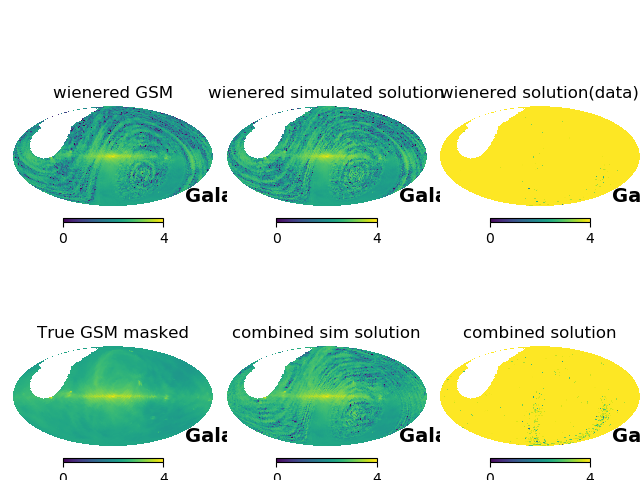 wienered GSM
wienered simulated solution
wienered solution(data)
Gala
Gala
Ga
0 4
0 4
0 4
True GSM masked
combined sim solution
combined solution
Gala
Gala
Ga
0 4
0 4
0 4